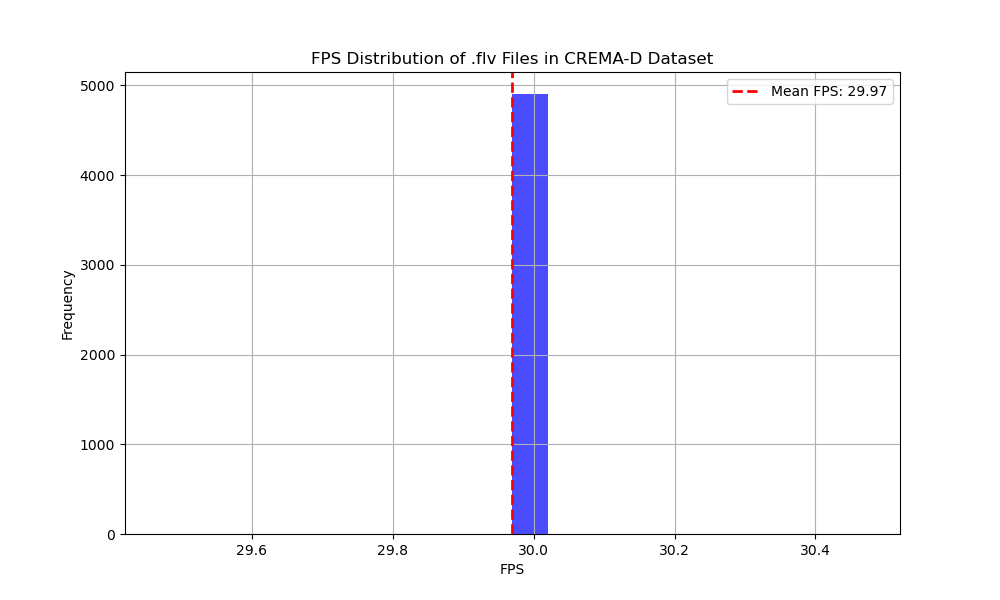 FPS Distribution of .flv Files in CREMA-D Dataset
Mean FPS: 29.97
Frequency
5000
4000
3000
2000
1000
0
29.6
29.8
30.0
30.2
30.4
FPS